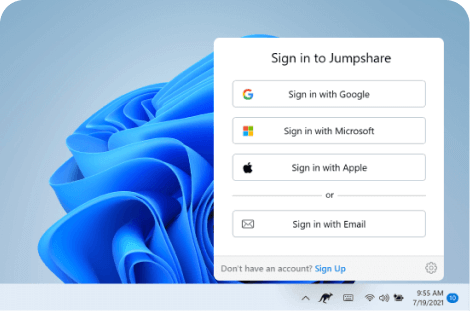 Sign in to Jumpshare
Sign in with Google
Sign in with Microsoft
Sign in with Apple
or
Sign in with Email
Don't have an account? Sign Up
9:55 AM
7/19/2021
10